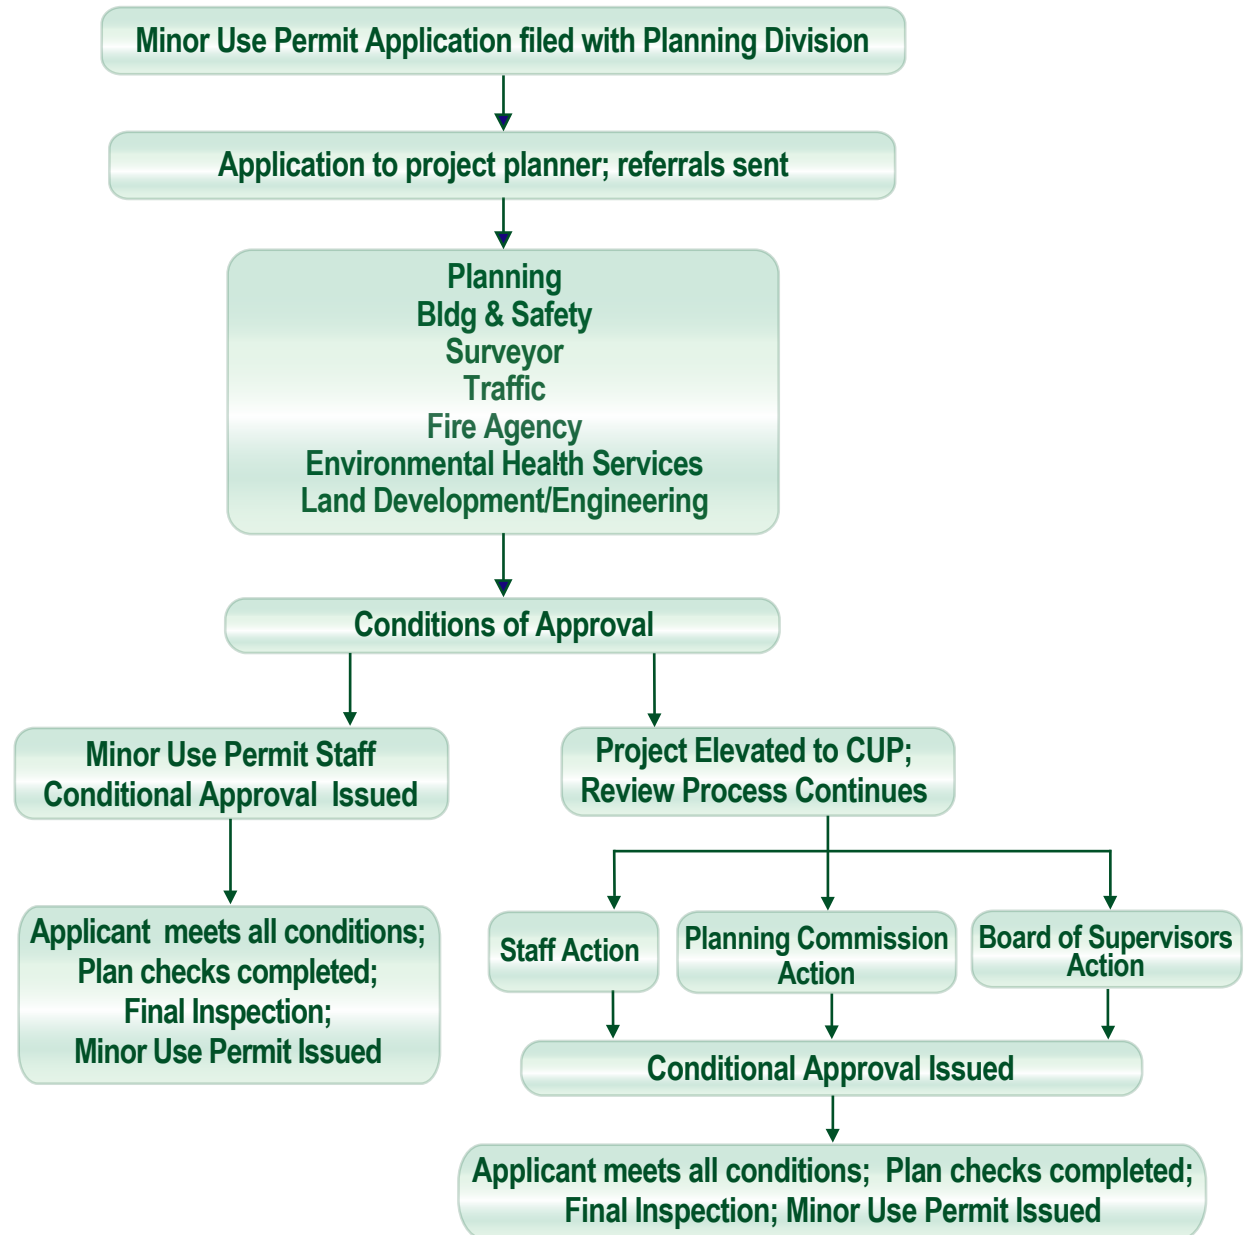 Minor Use Permit Application filed with Planning Division
Application to project planner; referrals sent
Planning
Bldg & Safety
Surveyor
Traffic
Fire Agency
Environmental Health Services
Land Development/Engineering
Conditions of Approval
Minor Use Permit Staff
Conditional Approval Issued
Project Elevated to CUP;
Review Process Continues
Applicant meets all conditions;
Plan checks completed;
Final Inspection;
Minor Use Permit Issued
Staff Action
Planning Commission
Action
Board of Supervisors
Action
Conditional Approval Issued
Applicant meets all conditions; Plan checks completed;
Final Inspection; Minor Use Permit Issued